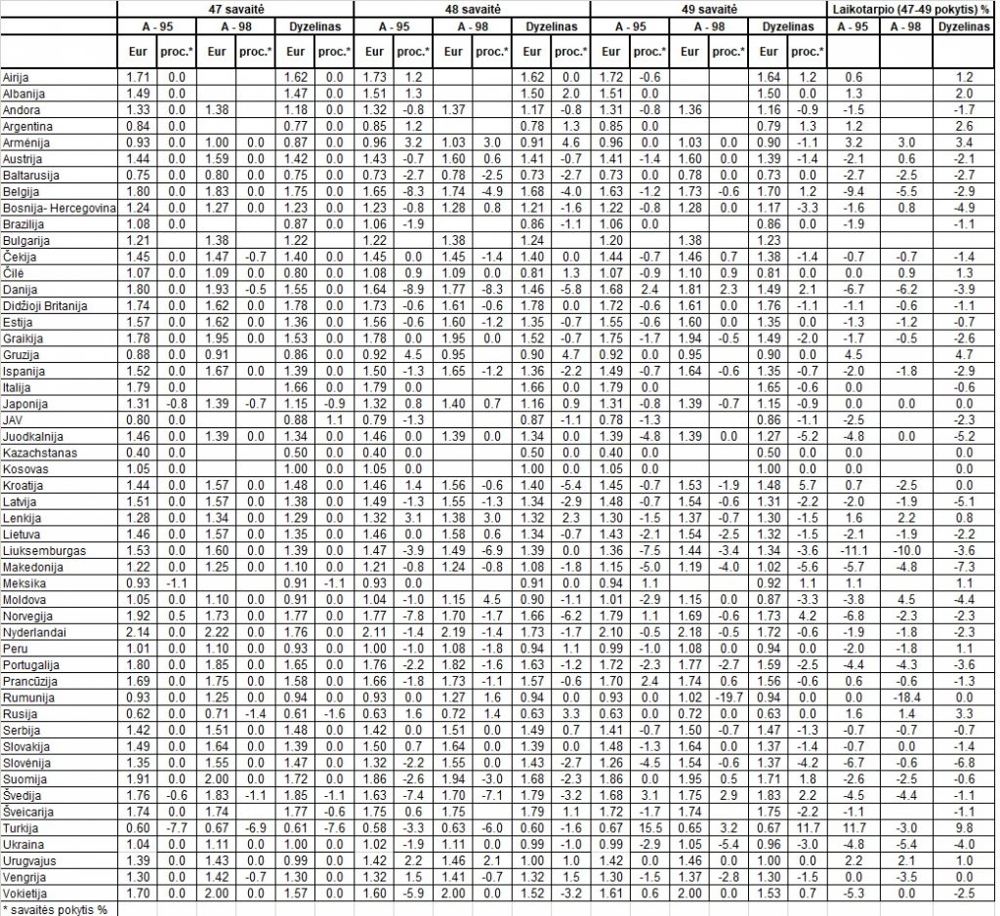 47 savaitė 48 savaitė 49 savaitė Laikotarpio (47-49 pokytis) %
A - 95 A - 98 Dyzelinas A - 95 A - 98 Dyzelinas A - 95 A - 98 Dyzelinas A - 95 A - 98 Dyzelinas
Eur proc.* Eur proc.* Eur proc.* Eur proc.* Eur proc.* Eur proc.* Eur proc.* Eur proc.* Eur proc.*
Airija 1.71 0.0 1.62 0.0 1.73 1.2 1.62 0.0 1.72 -0.6 1.64 1.2 0.6 1.2
Albanija 1.49 0.0 1.47 0.0 1.51 1.3 1.50 2.0 1.51 0.0 1.50 0.0 1.3 2.0
Andora 1.33 0.0 1.38 1.18 0.0 1.32 -0.8 1.37 1.17 -0.8 1.31 -0.8 1.36 1.16 -0.9 -1.5 -1.7
Argentina 0.84 0.0 0.77 0.0 0.85 1.2 0.78 1.3 0.85 0.0 0.79 1.3 1.2 2.6
Armėnija 0.93 0.0 1.00 0.0 0.87 0.0 0.96 3.2 1.03 3.0 0.91 4.6 0.96 0.0 1.03 0.0 0.90 -1.1 3.2 3.0 3.4
Austrija 1.44 0.0 1.59 0.0 1.42 0.0 1.43 -0.7 1.60 0.6 1.41 -0.7 1.41 -1.4 1.60 0.0 1.39 -1.4 -2.1 0.6 -2.1
Baltarusija 0.75 0.0 0.80 0.0 0.75 0.0 0.73 -2.7 0.78 -2.5 0.73 -2.7 0.73 0.0 0.78 0.0 0.73 0.0 -2.7 -2.5 -2.7
Belgija 1.80 0.0 1.83 0.0 1.75 0.0 1.65 -8.3 1.74 -4.9 1.68 -4.0 1.63 -1.2 1.73 -0.6 1.70 1.2 -9.4 -5.5 -2.9
Bosnija- Hercegovina 1.24 0.0 1.27 0.0 1.23 0.0 1.23 -0.8 1.28 0.8 1.21 -1.6 1.22 -0.8 1.28 0.0 1.17 -3.3 -1.6 0.8 -4.9
Brazilija 1.08 0.0 0.87 0.0 1.06 -1.9 0.86 -1.1 1.06 0.0 0.86 0.0 -1.9 -1.1
Bulgarija 1.21 1.38 1.22 1.22 1.38 1.24 1.20 1.38 1.23
Čekija 1.45 0.0 1.47 -0.7 1.40 0.0 1.45 0.0 1.45 -1.4 1.40 0.0 1.44 -0.7 1.46 0.7 1.38 -1.4 -0.7 -0.7 -1.4
Čilė 1.07 0.0 1.09 0.0 0.80 0.0 1.08 0.9 1.09 0.0 0.81 1.3 1.07 -0.9 1.10 0.9 0.81 0.0 0.0 0.9 1.3
Danija 1.80 0.0 1.93 -0.5 1.55 0.0 1.64 -8.9 1.77 -8.3 1.46 -5.8 1.68 2.4 1.81 2.3 1.49 2.1 -6.7 -6.2 -3.9
Didžioji Britanija 1.74 0.0 1.62 0.0 1.78 0.0 1.73 -0.6 1.61 -0.6 1.78 0.0 1.72 -0.6 1.61 0.0 1.76 -1.1 -1.1 -0.6 -1.1
Estija 1.57 0.0 1.62 0.0 1.36 0.0 1.56 -0.6 1.60 -1.2 1.35 -0.7 1.55 -0.6 1.60 0.0 1.35 0.0 -1.3 -1.2 -0.7
Graikija 1.78 0.0 1.95 0.0 1.53 0.0 1.78 0.0 1.95 0.0 1.52 -0.7 1.75 -1.7 1.94 -0.5 1.49 -2.0 -1.7 -0.5 -2.6
Gruzija 0.88 0.0 0.91 0.86 0.0 0.92 4.5 0.95 0.90 4.7 0.92 0.0 0.95 0.90 0.0 4.5 4.7
Ispanija 1.52 0.0 1.67 0.0 1.39 0.0 1.50 -1.3 1.65 -1.2 1.36 -2.2 1.49 -0.7 1.64 -0.6 1.35 -0.7 -2.0 -1.8 -2.9
Italija 1.79 0.0 1.66 0.0 1.79 0.0 1.66 0.0 1.79 0.0 1.65 -0.6 0.0 -0.6
Japonija 1.31 -0.8 1.39 -0.7 1.15 -0.9 1.32 0.8 1.40 0.7 1.16 0.9 1.31 -0.8 1.39 -0.7 1.15 -0.9 0.0 0.0 0.0
JAV 0.80 0.0 0.88 1.1 0.79 -1.3 0.87 -1.1 0.78 -1.3 0.86 -1.1 -2.5 -2.3
Juodkalnija 1.46 0.0 1.39 0.0 1.34 0.0 1.46 0.0 1.39 0.0 1.34 0.0 1.39 -4.8 1.39 0.0 1.27 -5.2 -4.8 0.0 -5.2
Kazachstanas 0.40 0.0 0.50 0.0 0.40 0.0 0.50 0.0 0.40 0.0 0.50 0.0 0.0 0.0
Kosovas 1.05 0.0 1.00 0.0 1.05 0.0 1.00 0.0 1.05 0.0 1.00 0.0 0.0 0.0
Kroatija 1.44 0.0 1.57 0.0 1.48 0.0 1.46 1.4 1.56 -0.6 1.40 -5.4 1.45 -0.7 1.53 -1.9 1.48 5.7 0.7 -2.5 0.0
Latvija 1.51 0.0 1.57 0.0 1.38 0.0 1.49 -1.3 1.55 -1.3 1.34 -2.9 1.48 -0.7 1.54 -0.6 1.31 -2.2 -2.0 -1.9 -5.1
Lenkija 1.28 0.0 1.34 0.0 1.29 0.0 1.32 3.1 1.38 3.0 1.32 2.3 1.30 -1.5 1.37 -0.7 1.30 -1.5 1.6 2.2 0.8
Lietuva 1.46 0.0 1.57 0.0 1.35 0.0 1.46 0.0 1.58 0.6 1.34 -0.7 1.43 -2.1 1.54 -2.5 1.32 -1.5 -2.1 -1.9 -2.2
Liuksemburgas 1.53 0.0 1.60 0.0 1.39 0.0 1.47 -3.9 1.49 -6.9 1.39 0.0 1.36 -7.5 1.44 -3.4 1.34 -3.6 -11.1 -10.0 -3.6
Makedonija 1.22 0.0 1.25 0.0 1.10 0.0 1.21 -0.8 1.24 -0.8 1.08 -1.8 1.15 -5.0 1.19 -4.0 1.02 -5.6 -5.7 -4.8 -7.3
Meksika 0.93 -1.1 0.91 -1.1 0.93 0.0 0.91 0.0 0.94 1.1 0.92 1.1 1.1 1.1
Moldova 1.05 0.0 1.10 0.0 0.91 0.0 1.04 -1.0 1.15 4.5 0.90 -1.1 1.01 -2.9 1.15 0.0 0.87 -3.3 -3.8 4.5 -4.4
Norvegija 1.92 0.5 1.73 0.0 1.77 0.0 1.77 -7.8 1.70 -1.7 1.66 -6.2 1.79 1.1 1.69 -0.6 1.73 4.2 -6.8 -2.3 -2.3
Nyderlandai 2.14 0.0 2.22 0.0 1.76 0.0 2.11 -1.4 2.19 -1.4 1.73 -1.7 2.10 -0.5 2.18 -0.5 1.72 -0.6 -1.9 -1.8 -2.3
Peru 1.01 0.0 1.10 0.0 0.93 0.0 1.00 -1.0 1.08 -1.8 0.94 1.1 0.99 -1.0 1.08 0.0 0.94 0.0 -2.0 -1.8 1.1
Portugalija 1.80 0.0 1.85 0.0 1.65 0.0 1.76 -2.2 1.82 -1.6 1.63 -1.2 1.72 -2.3 1.77 -2.7 1.59 -2.5 -4.4 -4.3 -3.6
Prancūzija 1.69 0.0 1.75 0.0 1.58 0.0 1.66 -1.8 1.73 -1.1 1.57 -0.6 1.70 2.4 1.74 0.6 1.56 -0.6 0.6 -0.6 -1.3
Rumunija 0.93 0.0 1.25 0.0 0.94 0.0 0.93 0.0 1.27 1.6 0.94 0.0 0.93 0.0 1.02 -19.7 0.94 0.0 0.0 -18.4 0.0
Rusija 0.62 0.0 0.71 -1.4 0.61 -1.6 0.63 1.6 0.72 1.4 0.63 3.3 0.63 0.0 0.72 0.0 0.63 0.0 1.6 1.4 3.3
Serbija 1.42 0.0 1.51 0.0 1.48 0.0 1.42 0.0 1.51 0.0 1.49 0.7 1.41 -0.7 1.50 -0.7 1.47 -1.3 -0.7 -0.7 -0.7
Slovakija 1.49 0.0 1.64 0.0 1.39 0.0 1.50 0.7 1.64 0.0 1.39 0.0 1.48 -1.3 1.64 0.0 1.37 -1.4 -0.7 0.0 -1.4
Slovėnija 1.35 0.0 1.55 0.0 1.47 0.0 1.32 -2.2 1.55 0.0 1.43 -2.7 1.26 -4.5 1.54 -0.6 1.37 -4.2 -6.7 -0.6 -6.8
Suomija 1.91 0.0 2.00 0.0 1.72 0.0 1.86 -2.6 1.94 -3.0 1.68 -2.3 1.86 0.0 1.95 0.5 1.71 1.8 -2.6 -2.5 -0.6
Švedija 1.76 -0.6 1.83 -1.1 1.85 -1.1 1.63 -7.4 1.70 -7.1 1.79 -3.2 1.68 3.1 1.75 2.9 1.83 2.2 -4.5 -4.4 -1.1
Šveicarija 1.74 0.0 1.74 1.77 -0.6 1.75 0.6 1.75 1.79 1.1 1.72 -1.7 1.74 1.75 -2.2 -1.1 -1.1
Turkija 0.60 -7.7 0.67 -6.9 0.61 -7.6 0.58 -3.3 0.63 -6.0 0.60 -1.6 0.67 15.5 0.65 3.2 0.67 11.7 11.7 -3.0 9.8
Ukraina 1.04 0.0 1.11 0.0 1.00 0.0 1.02 -1.9 1.11 0.0 0.99 -1.0 0.99 -2.9 1.05 -5.4 0.96 -3.0 -4.8 -5.4 -4.0
Urugvajus 1.39 0.0 1.43 0.0 0.99 0.0 1.42 2.2 1.46 2.1 1.00 1.0 1.42 0.0 1.46 0.0 1.00 0.0 2.2 2.1 1.0
Vengrija 1.30 0.0 1.42 -0.7 1.30 0.0 1.32 1.5 1.41 -0.7 1.32 1.5 1.30 -1.5 1.37 -2.8 1.30 -1.5 0.0 -3.5 0.0
Vokietija 1.70 0.0 2.00 0.0 1.57 0.0 1.60 -5.9 2.00 0.0 1.52 -3.2 1.61 0.6 2.00 0.0 1.53 0.7 -5.3 0.0 -2.5
* savaitės pokytis %